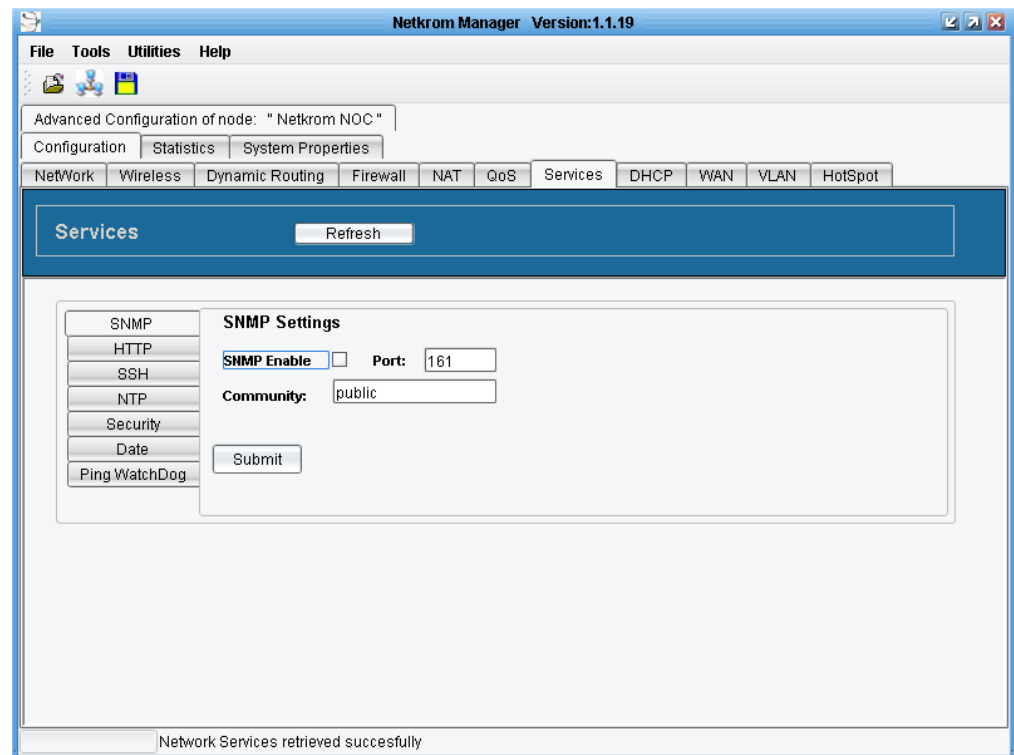 Netkrom Manager Version:1.1.19
File Tools Utilities Help
Advanced Configuration of node: " Netkrom NOC "
Configuration Statistics System Properties
NetWork Wireless Dynamic Routing Firewall NAT QoS Services DHCP WAN VLAN HotSpot
Services Refresh
SNMP
HTTP
SSH
NTP
Security
Date
Ping WatchDog
SNMP Settings
SNMP Enable Port: 161
Community: public
Submit
Network Services retrieved succesfully